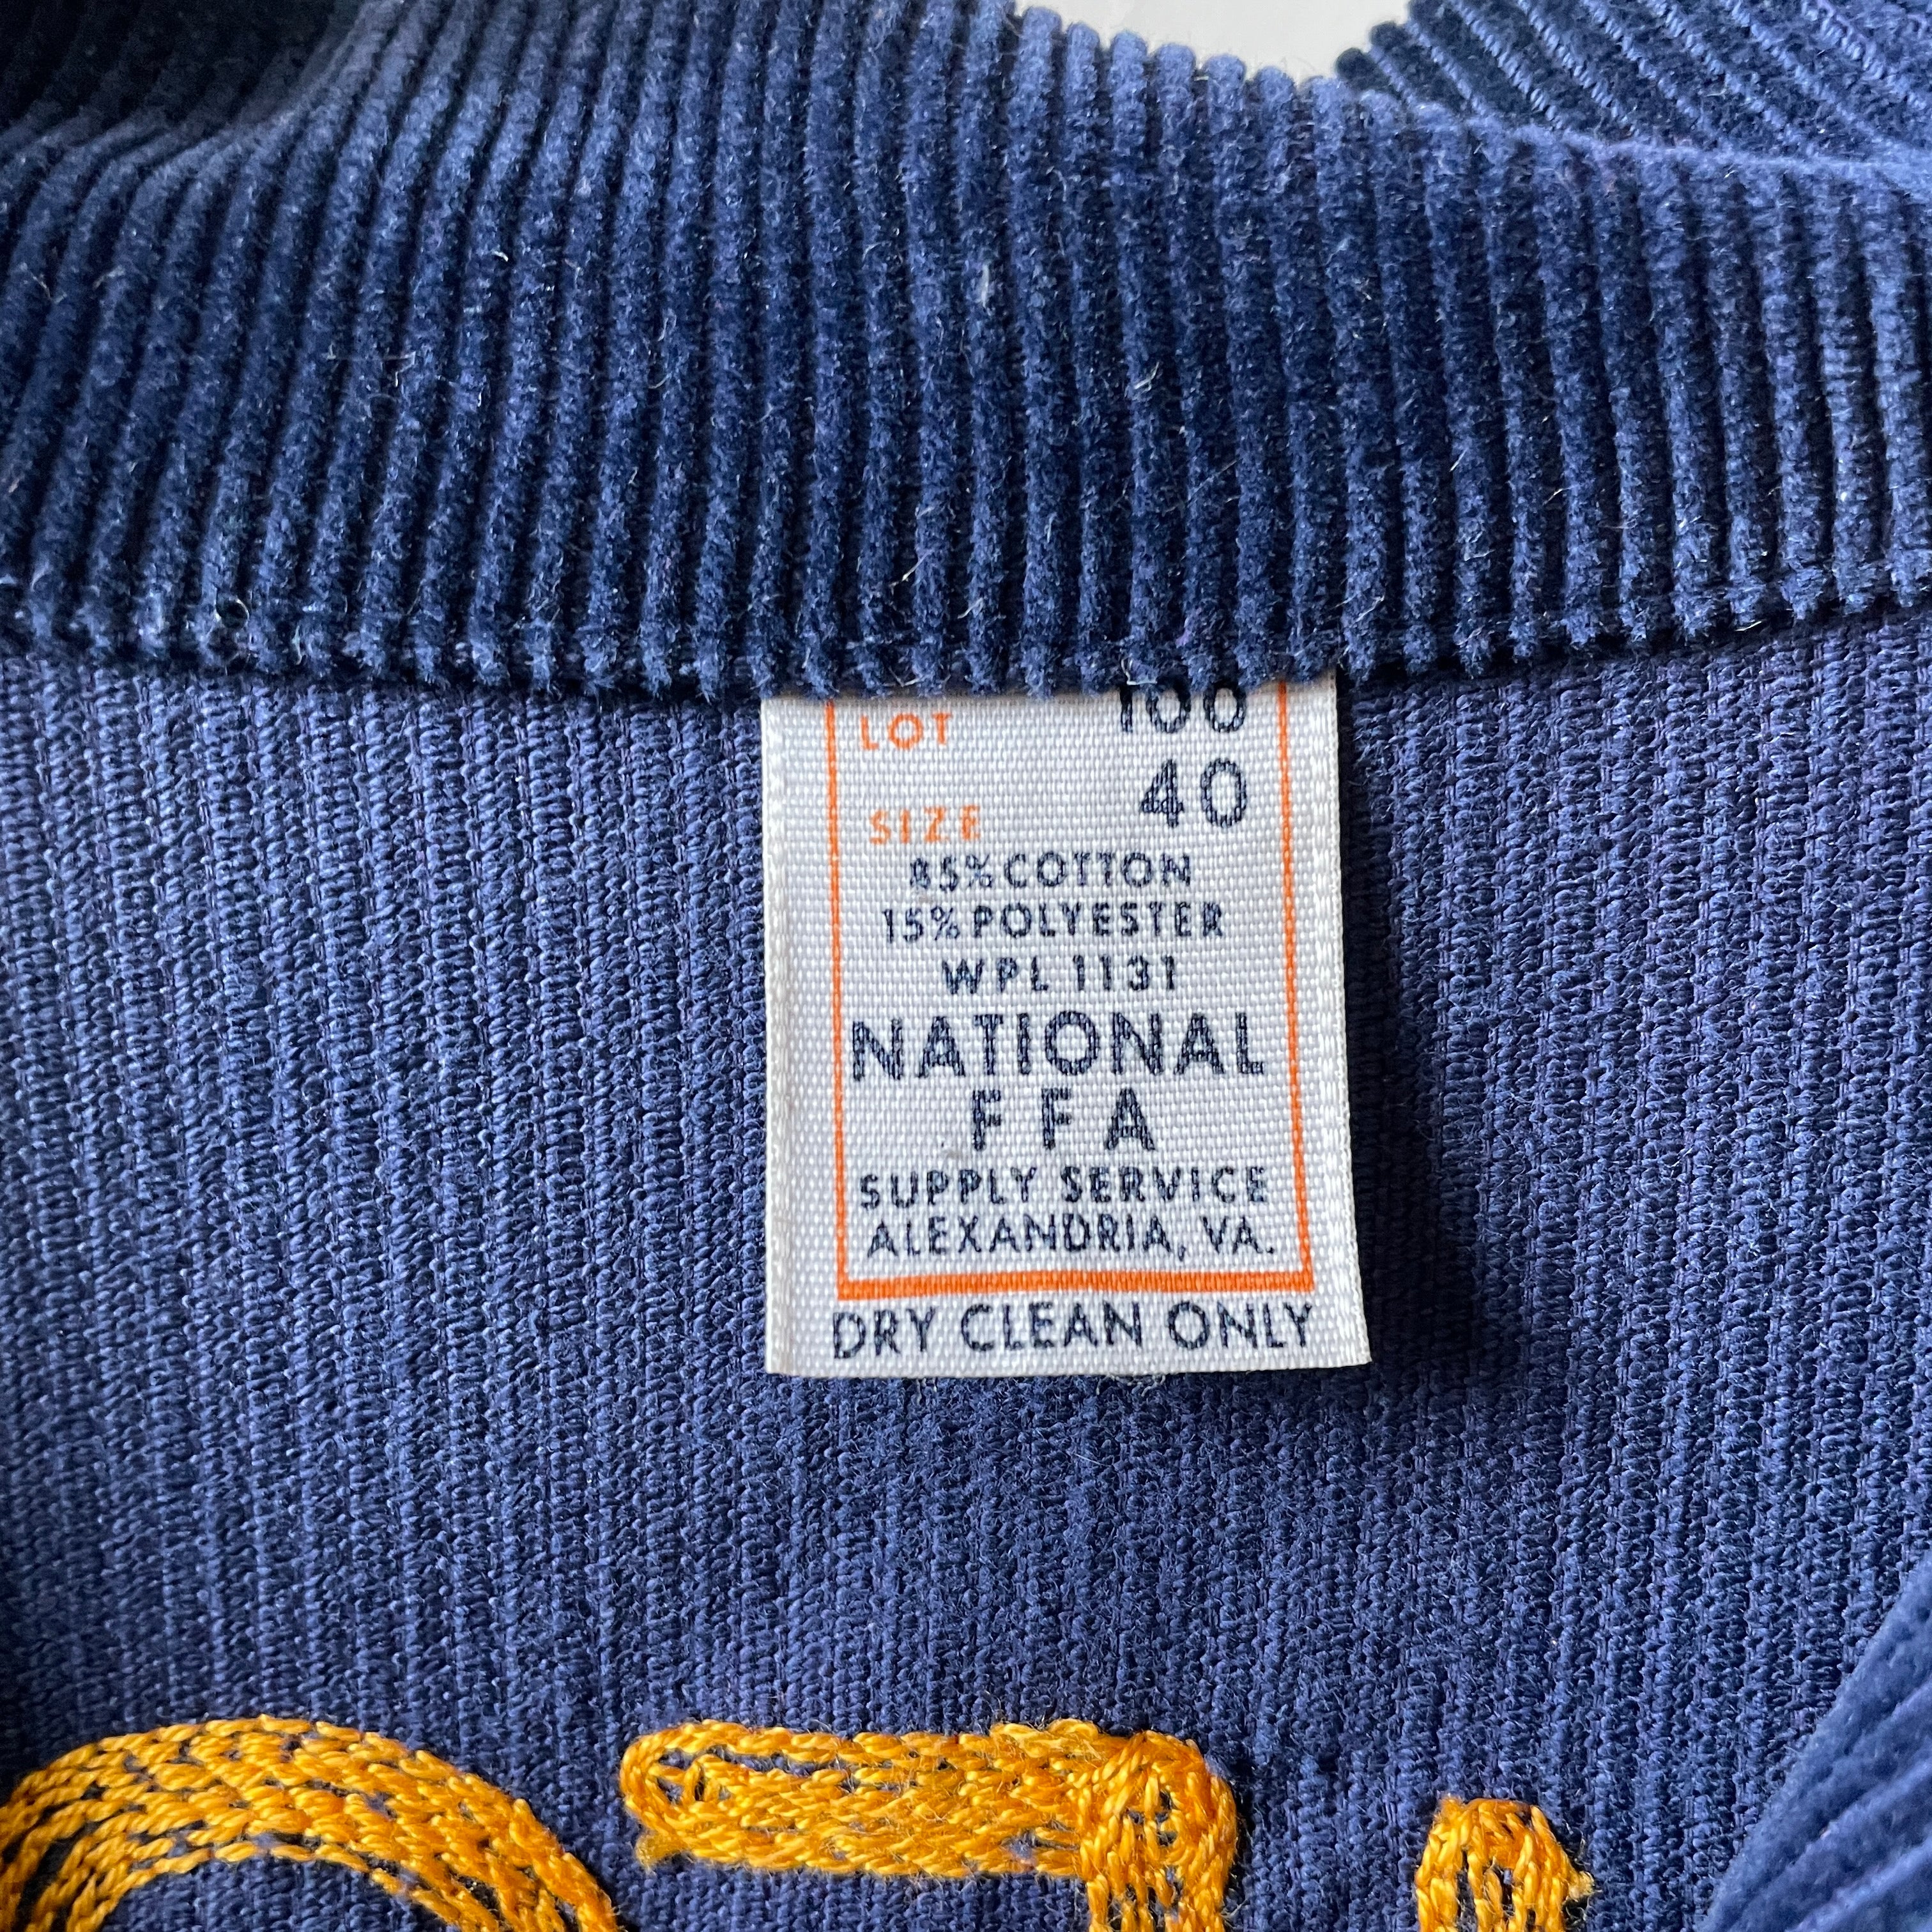 LOT 100
SIZE 40
85% COTTON
15% POLYESTER
WPL 1131
NATIONAL
FFA
SUPPLY SERVICE
ALEXANDRIA, VA.
DRY CLEAN ONLY